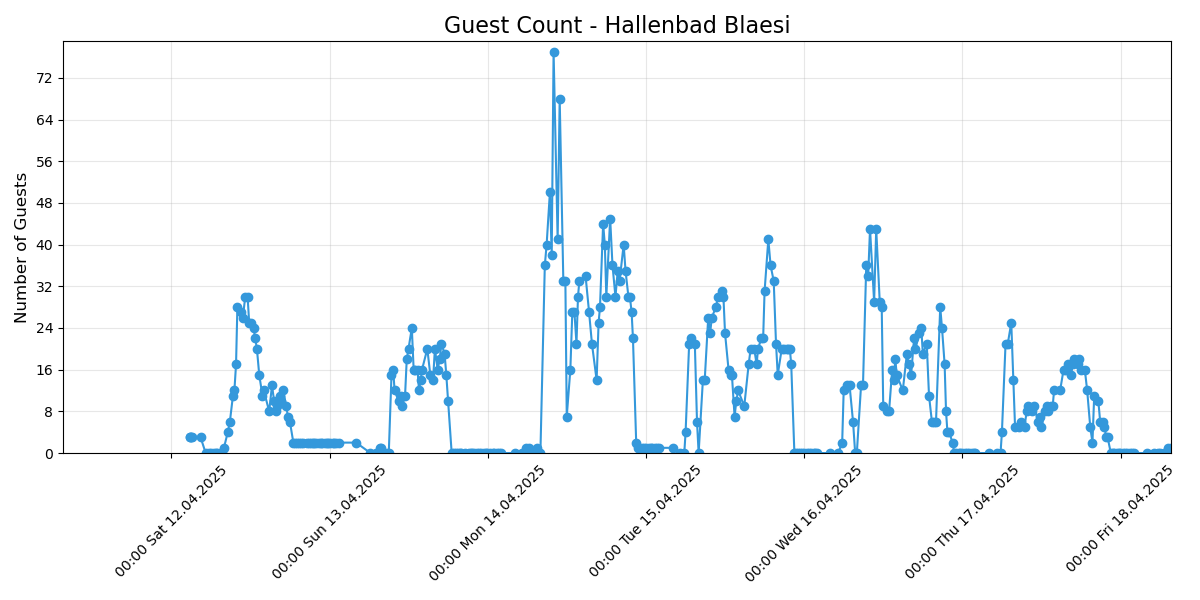 Guest Count - Hallenbad Blaesi
Number of Guests
72
64
56
48
40
32
24
16
8
0
00:00 Sat 12.04.2025
00:00 Sun 13.04.2025
00:00 Mon 14.04.2025
00:00 Tue 15.04.2025
00:00 Wed 16.04.2025
00:00 Thu 17.04.2025
00:00 Fri 18.04.2025